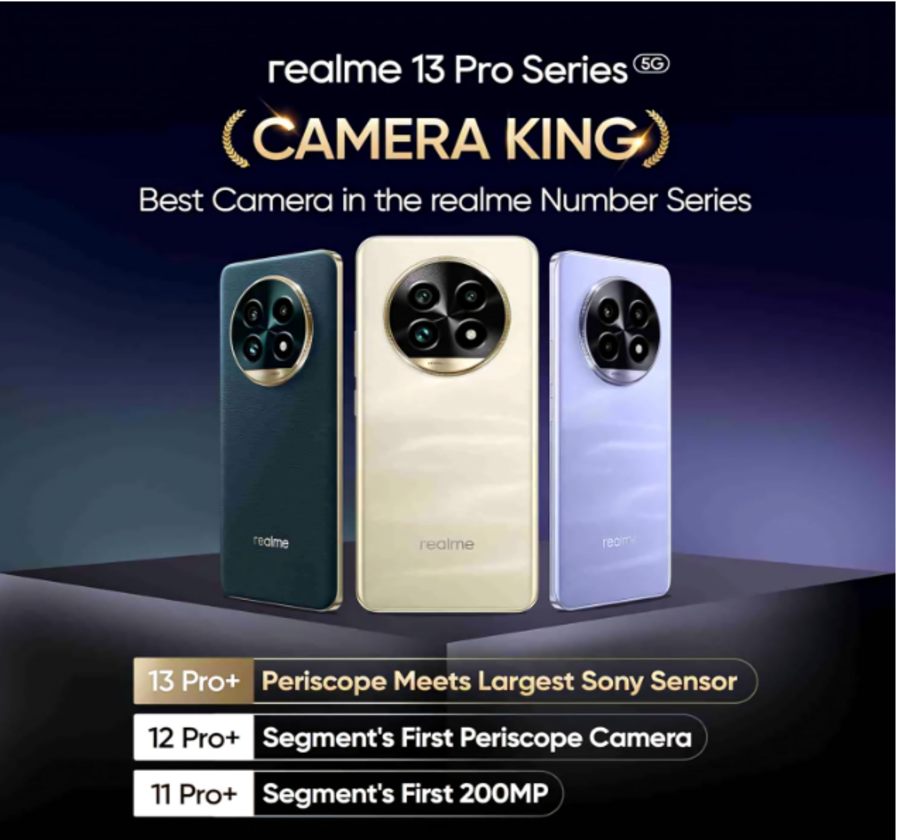 realme 13 Pro Series 5G
CAMERA KING
Best Camera in the realme Number Series
realme
realme
realme
13 Pro+ Periscope Meets Largest Sony Sensor
12 Pro+ Segment's First Periscope Camera
11 Pro+ Segment's First 200MP